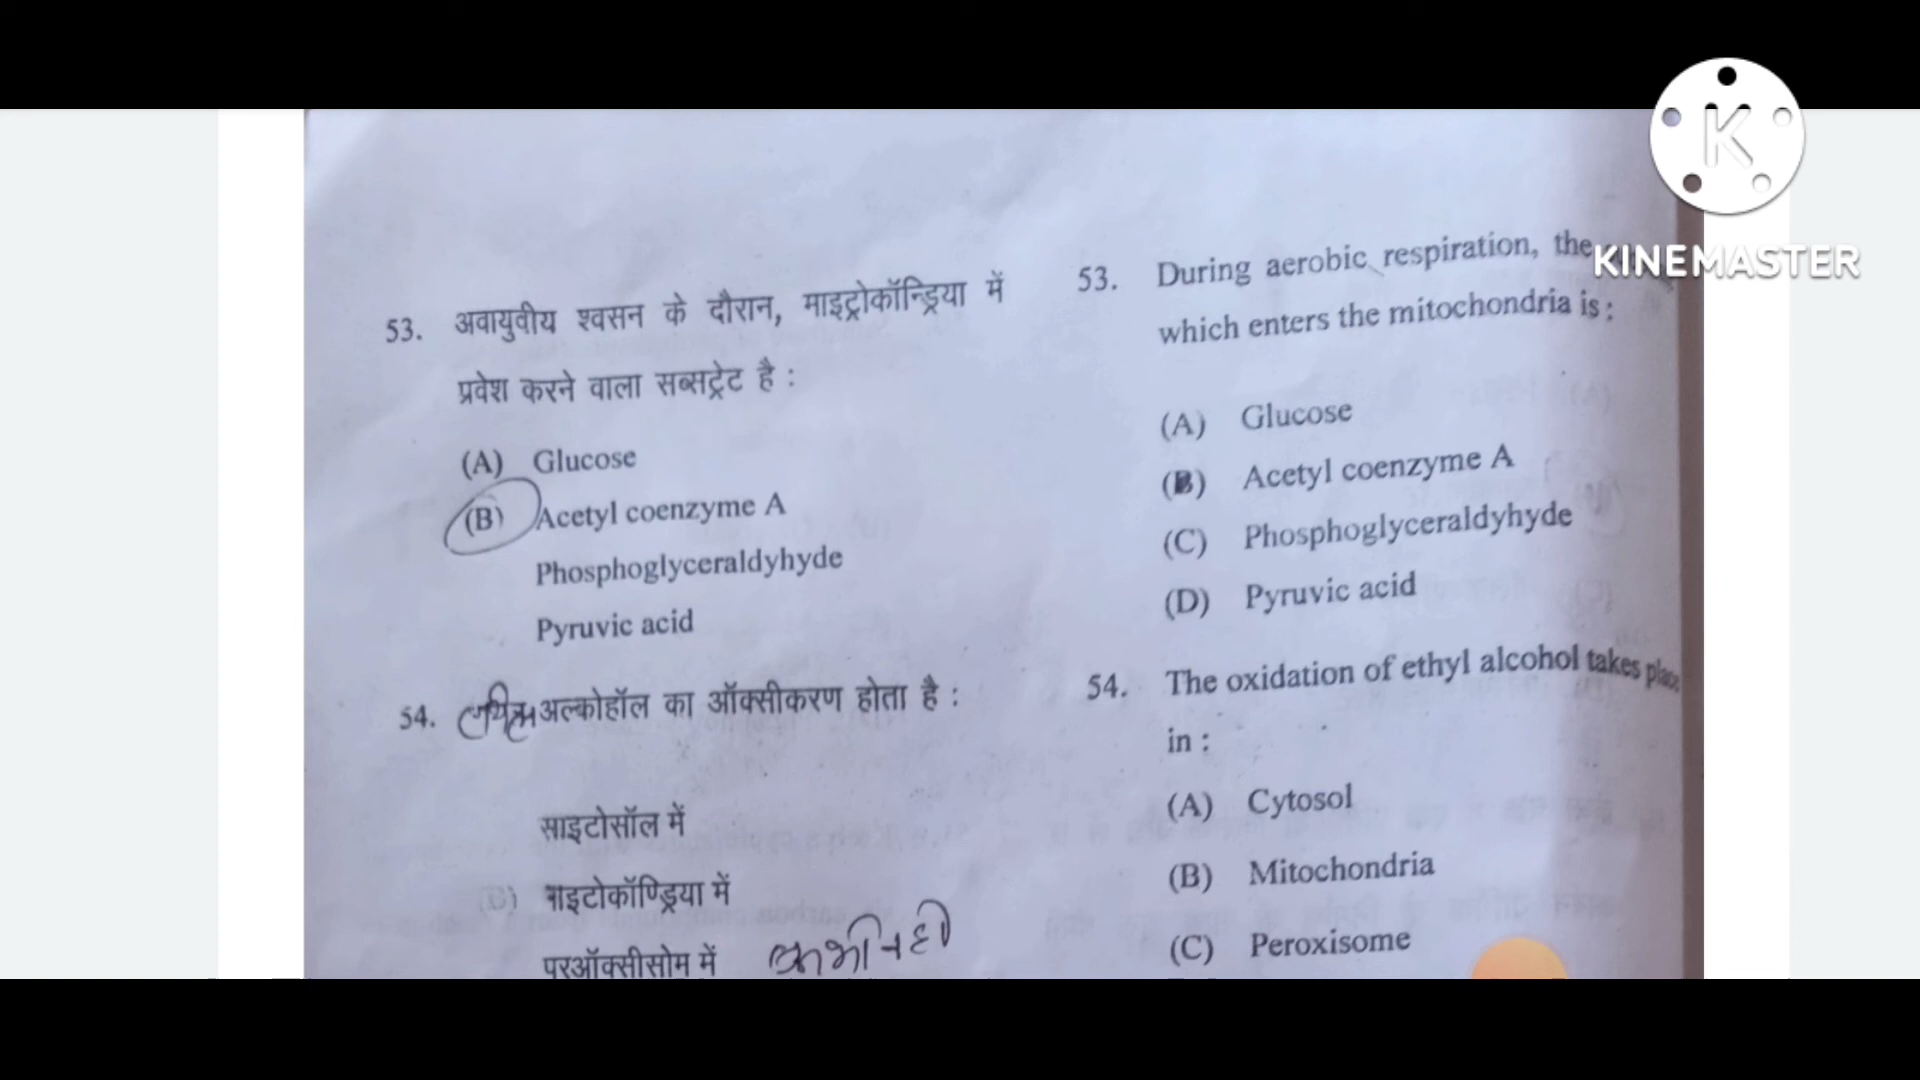 K
KINEMASTER
53. अवायुवीय श्वसन के दौरान, माइट्रोकॉन्ड्रिया में
प्रवेश करने वाला सब्सट्रेट है :
(A) Glucose
(B) Acetyl coenzyme A
Phosphoglyceraldyhyde
Pyruvic acid
54. एथिल अल्कोहॉल का ऑक्सीकरण होता है :
साइटोसॉल में
(B) माइटोकॉण्ड्रिया में
परऑक्सीसोम में
53. During aerobic respiration, the
which enters the mitochondria is :
(A) Glucose
(B) Acetyl coenzyme A
(C) Phosphoglyceraldyhyde
(D) Pyruvic acid
54. The oxidation of ethyl alcohol takes place
in :
(A) Cytosol
(B) Mitochondria
(C) Peroxisome